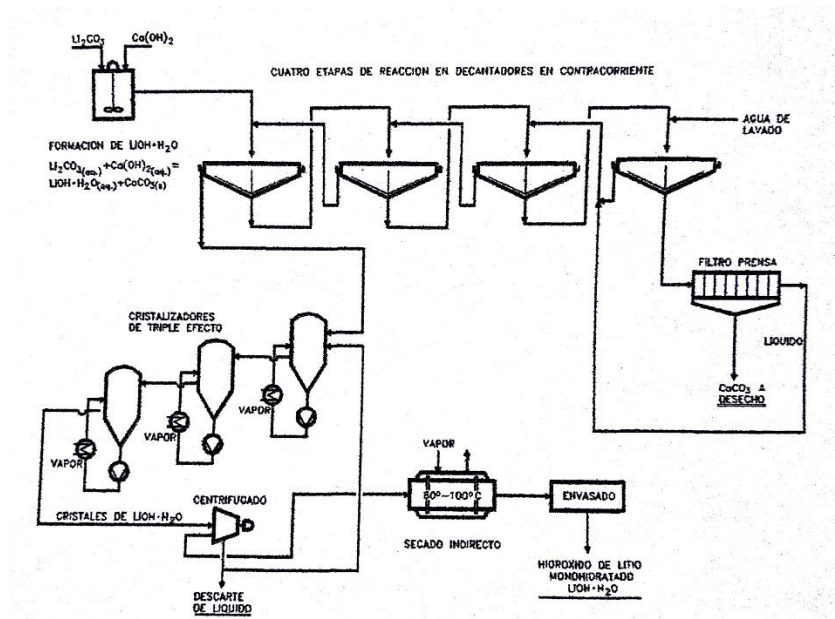 Li₂CO₃ Ca(OH)₂
CUATRO ETAPAS DE REACCION EN DECANTADORES EN CONTRACORRIENTE
AGUA DE
LAVADO
FORMACION DE LiOH·H₂O
Li₂CO₃(aq.)+Ca(OH)₂(aq.)=
LiOH·H₂O(aq.)+CaCO₃(s)
FILTRO PRENSA
LIQUIDO
CaCO₃ A
DESECHO
CRISTALIZADORES
DE TRIPLE EFECTO
VAPOR
VAPOR
VAPOR
CRISTALES DE LiOH·H₂O
CENTRIFUGADO
DESCARTE
DE LIQUIDO
VAPOR
80°-100°C
SECADO INDIRECTO
ENVASADO
HIDROXIDO DE LITIO
MONOHIDRATADO
LiOH·H₂O